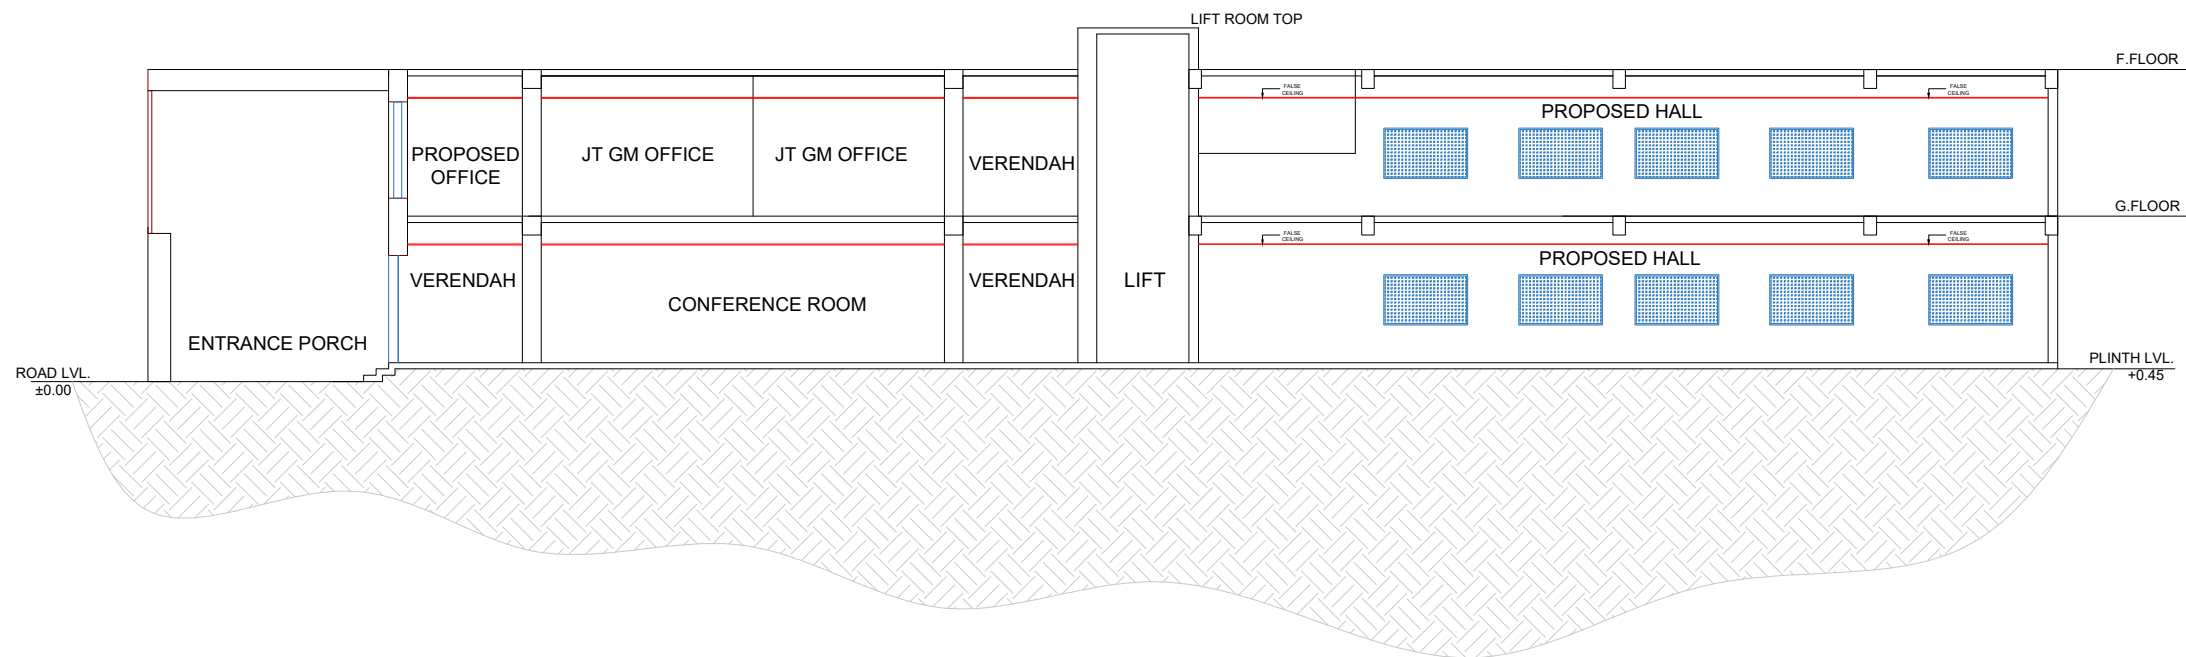 LIFT ROOM TOP
F.FLOOR
FALSE
CEILING
FALSE
CEILING
PROPOSED HALL
PROPOSED
OFFICE
JT GM OFFICE
JT GM OFFICE
VERENDAH
G.FLOOR
FALSE
CEILING
FALSE
CEILING
PROPOSED HALL
VERENDAH
CONFERENCE ROOM
VERENDAH
LIFT
ENTRANCE PORCH
ROAD LVL.
±0.00
PLINTH LVL.
+0.45